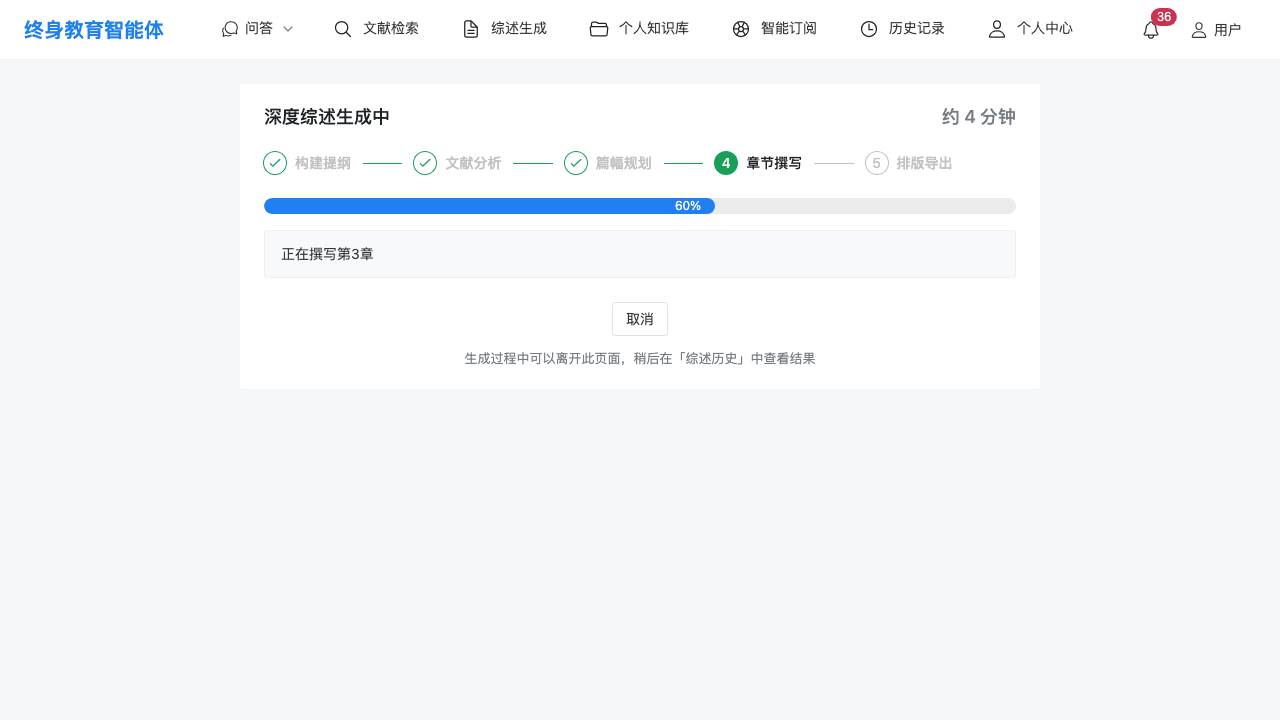 终身教育智能体 问答 文献检索 综述生成 个人知识库 智能订阅 历史记录 个人中心 36 用户
深度综述生成中 约 4 分钟
构建提纲 文献分析 篇幅规划 4 章节撰写 5 排版导出
60%
正在撰写第3章
取消
生成过程中可以离开此页面，稍后在「综述历史」中查看结果